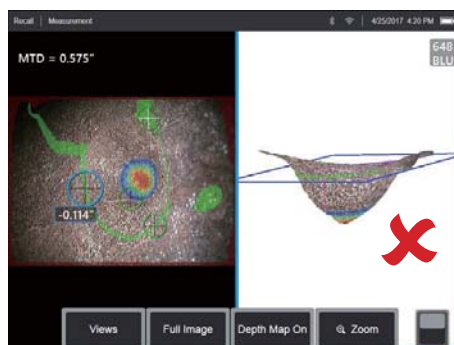 Recall | Measurement
4/25/2017 4:20 PM
MTD = 0.575"
648
BLU
-0.114"
Views
Full Image
Depth Map On
Zoom